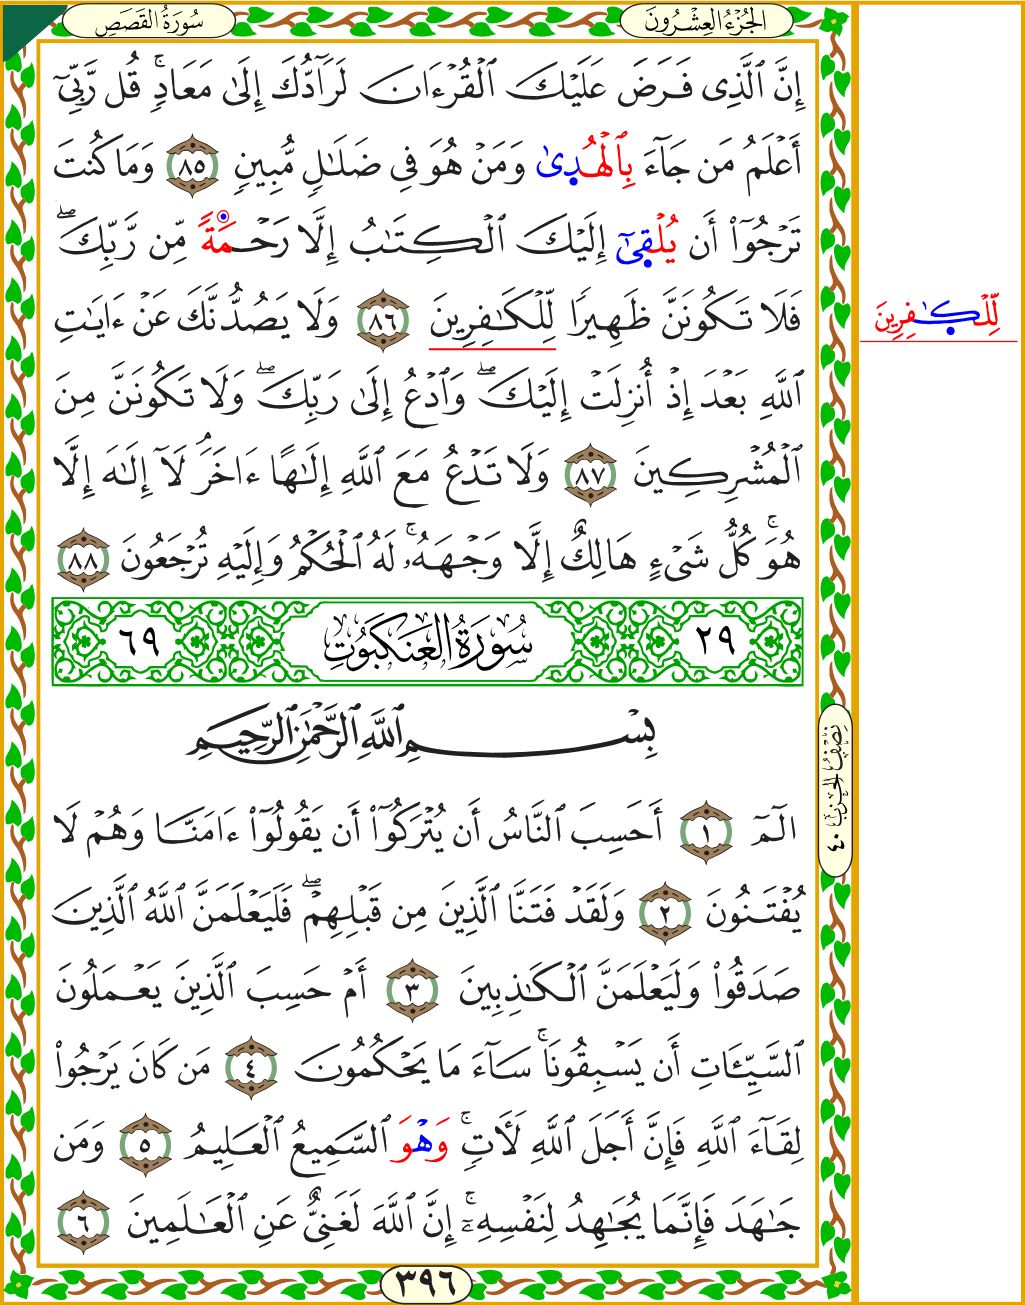 سُورَةُ القَصَصِ
الجُزْءُ العِشْرُونَ
إِنَّ ٱلَّذِى فَرَضَ عَلَيْكَ ٱلْقُرْءَانَ لَرَآدُّكَ إِلَىٰ مَعَادٍۚ قُل رَّبِّىٓ
أَعْلَمُ مَن جَآءَ بِٱلْهُدِىٰ وَمَنْ هُوَ فِى ضَلَـٰلٍ مُّبِينٍ ٨٥ وَمَا كُنتَ
تَرْجُوٓا۟ أَن يُلْقِىٰٓ إِلَيْكَ ٱلْكِتَـٰبُ إِلَّا رَحْمَةً مِّن رَّبِّكَۖ
فَلَا تَكُونَنَّ ظَهِيرًا لِّلْكَـٰفِرِينَ ٨٦ وَلَا يَصُدُّنَّكَ عَنْ ءَايَـٰتِ
لِّلْكَـٰفِرِينَ
ٱللَّهِ بَعْدَ إِذْ أُنزِلَتْ إِلَيْكَۖ وَٱدْعُ إِلَىٰ رَبِّكَۖ وَلَا تَكُونَنَّ مِنَ
ٱلْمُشْرِكِينَ ٨٧ وَلَا تَدْعُ مَعَ ٱللَّهِ إِلَـٰهًا ءَاخَرَۘ لَآ إِلَـٰهَ إِلَّا
هُوَۚ كُلُّ شَىْءٍ هَالِكٌ إِلَّا وَجْهَهُۥۚ لَهُ ٱلْحُكْمُ وَإِلَيْهِ تُرْجَعُونَ ٨٨
٢٩ سُورَةُ العَنكَبُوتِ ٦٩
بِسْمِ ٱللَّهِ ٱلرَّحْمَـٰنِ ٱلرَّحِيمِ
نِصْفُ الحِزْبِ ٤٠
الٓمٓ ١ أَحَسِبَ ٱلنَّاسُ أَن يُتْرَكُوٓا۟ أَن يَقُولُوٓا۟ ءَامَنَّا وَهُمْ لَا
يُفْتَنُونَ ٢ وَلَقَدْ فَتَنَّا ٱلَّذِينَ مِن قَبْلِهِمْۖ فَلَيَعْلَمَنَّ ٱللَّهُ ٱلَّذِينَ
صَدَقُوا۟ وَلَيَعْلَمَنَّ ٱلْكَـٰذِبِينَ ٣ أَمْ حَسِبَ ٱلَّذِينَ يَعْمَلُونَ
ٱلسَّيِّـَٔاتِ أَن يَسْبِقُونَاۚ سَآءَ مَا يَحْكُمُونَ ٤ مَن كَانَ يَرْجُوا۟
لِقَآءَ ٱللَّهِ فَإِنَّ أَجَلَ ٱللَّهِ لَـَٔاتٍۚ وَهْوَ ٱلسَّمِيعُ ٱلْعَلِيمُ ٥ وَمَن
جَـٰهَدَ فَإِنَّمَا يُجَـٰهِدُ لِنَفْسِهِۦٓۚ إِنَّ ٱللَّهَ لَغَنِىٌّ عَنِ ٱلْعَـٰلَمِينَ ٦
٣٩٦